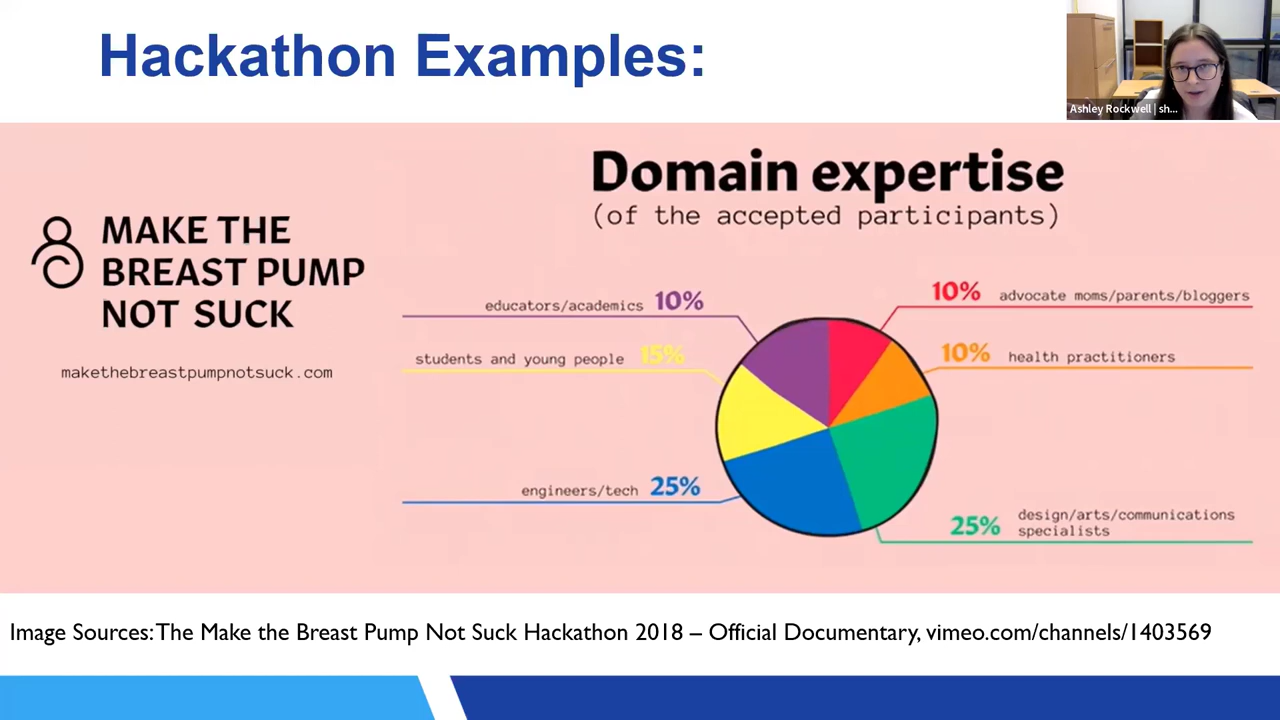 Hackathon Examples:
Ashley Rockwell | sh...
Domain expertise
(of the accepted participants)
MAKE THE
BREAST PUMP
NOT SUCK
makethebreastpumpnotsuck.com
educators/academics 10%
10% advocate moms/parents/bloggers
students and young people 15%
10% health practitioners
engineers/tech 25%
25% design/arts/communications
specialists
Image Sources: The Make the Breast Pump Not Suck Hackathon 2018 – Official Documentary, vimeo.com/channels/1403569